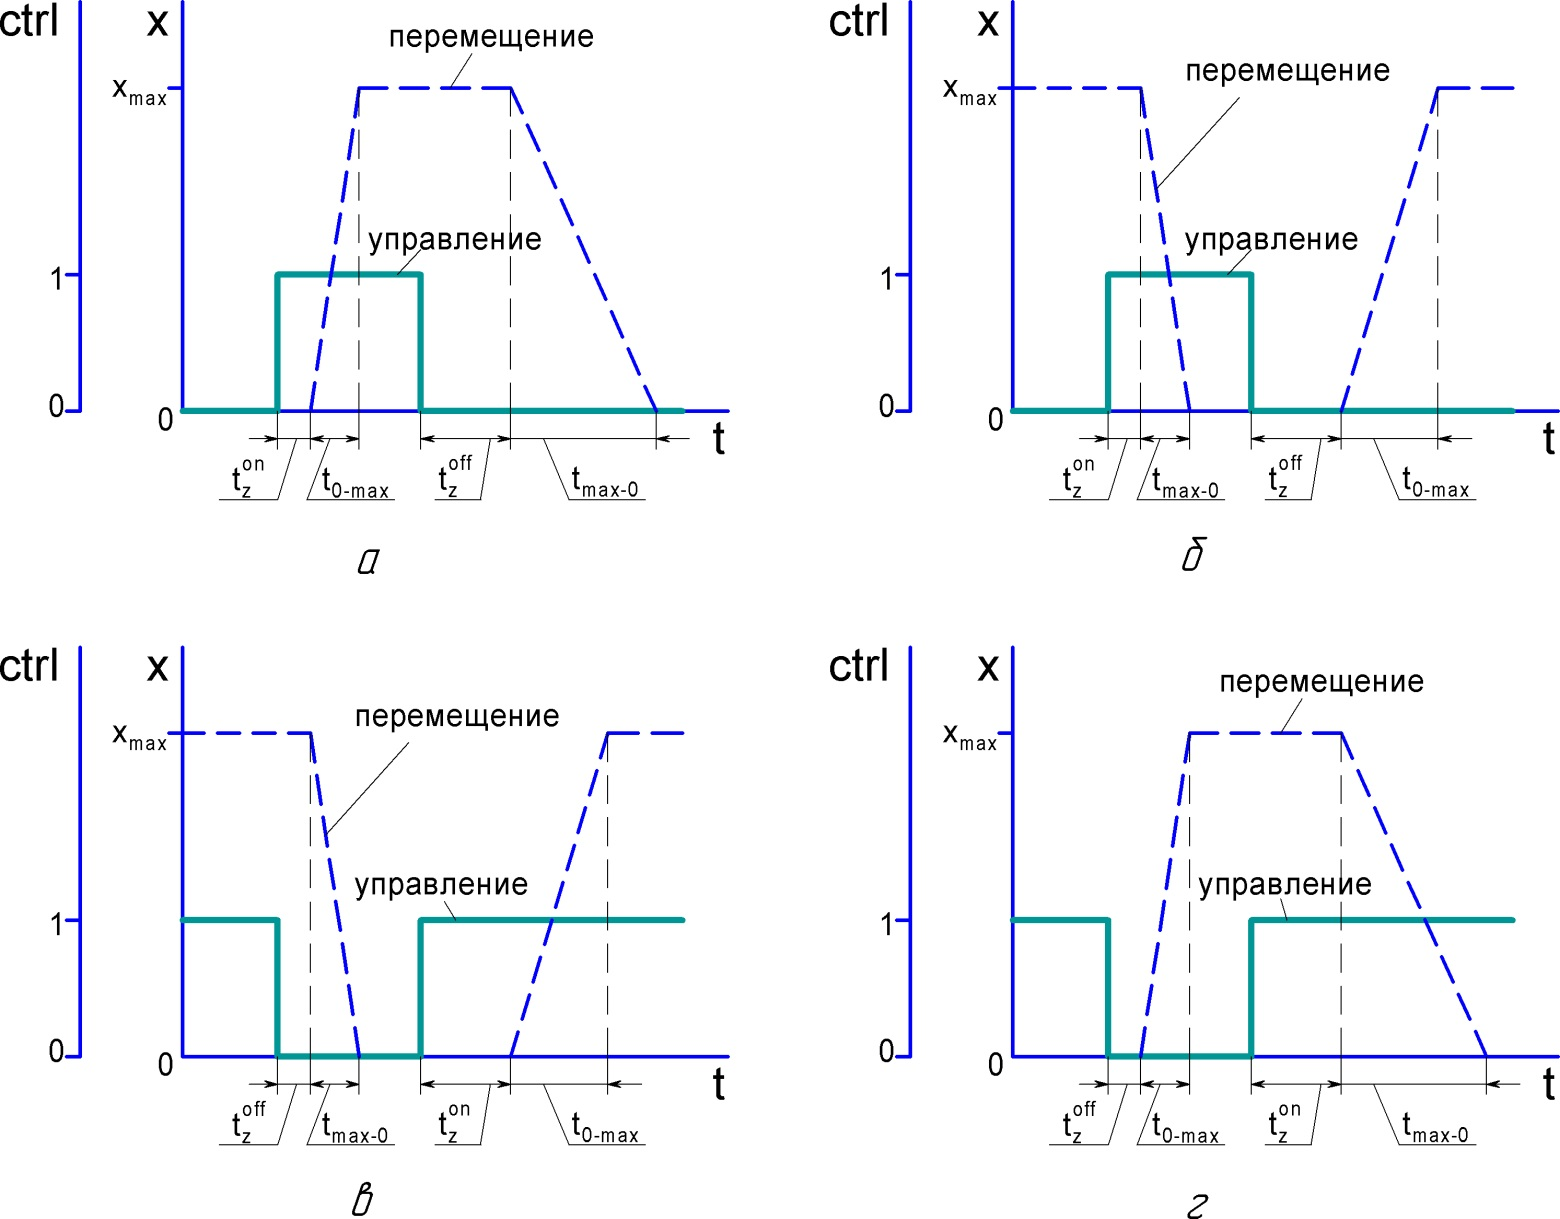 ctrl x перемещение
x_max
управление
1
0 0 t
t_z^on t_0-max t_z^off t_max-0
а
ctrl x перемещение
x_max
управление
1
0 0 t
t_z^on t_max-0 t_z^off t_0-max
б
ctrl x перемещение
x_max
управление
1
0 0 t
t_z^off t_max-0 t_z^on t_0-max
в
ctrl x перемещение
x_max
управление
1
0 0 t
t_z^off t_0-max t_z^on t_max-0
г